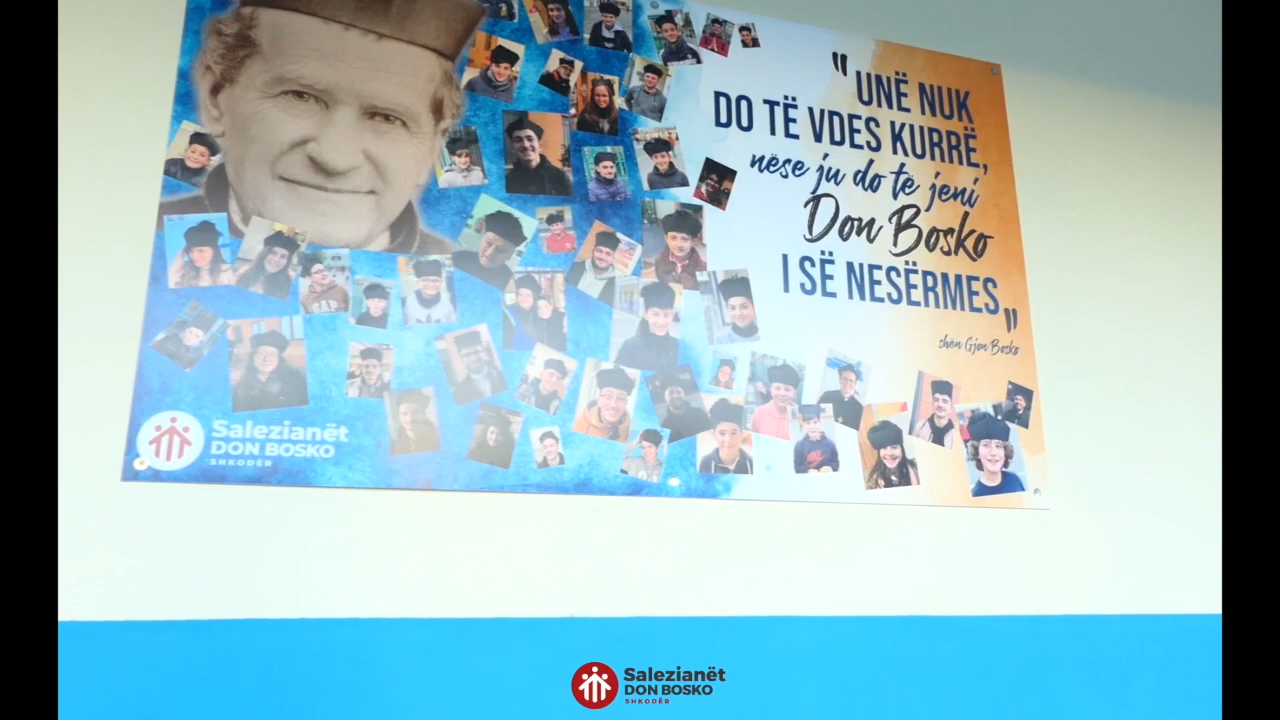 " UNË NUK
DO TË VDES KURRË,
nëse ju do të jeni
Don Bosko
I SË NESËRMES "
shën Gjon Bosko
Salezianët
DON BOSKO
SHKODËR
Salezianët
DON BOSKO
SHKODËR